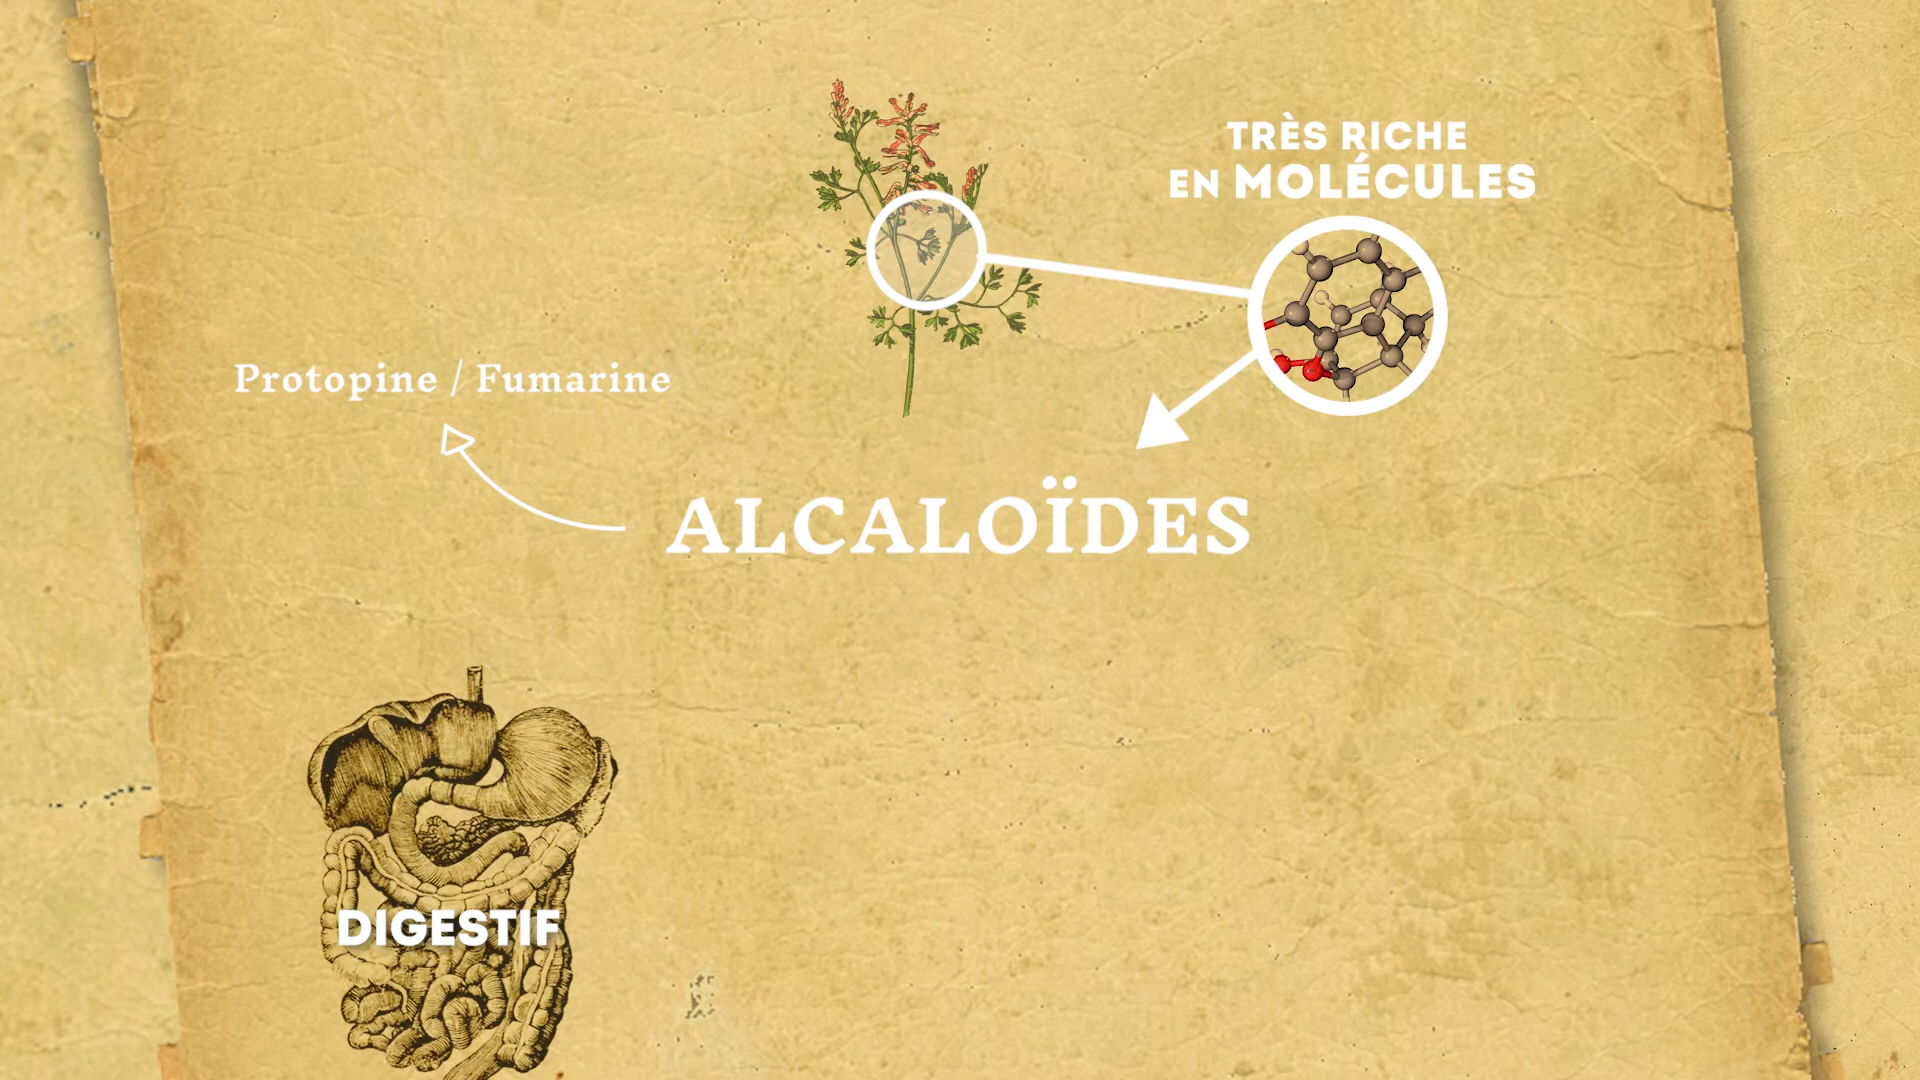 TRÈS RICHE
EN MOLÉCULES
Protopine / Fumarine
ALCALOÏDES
DIGESTIF